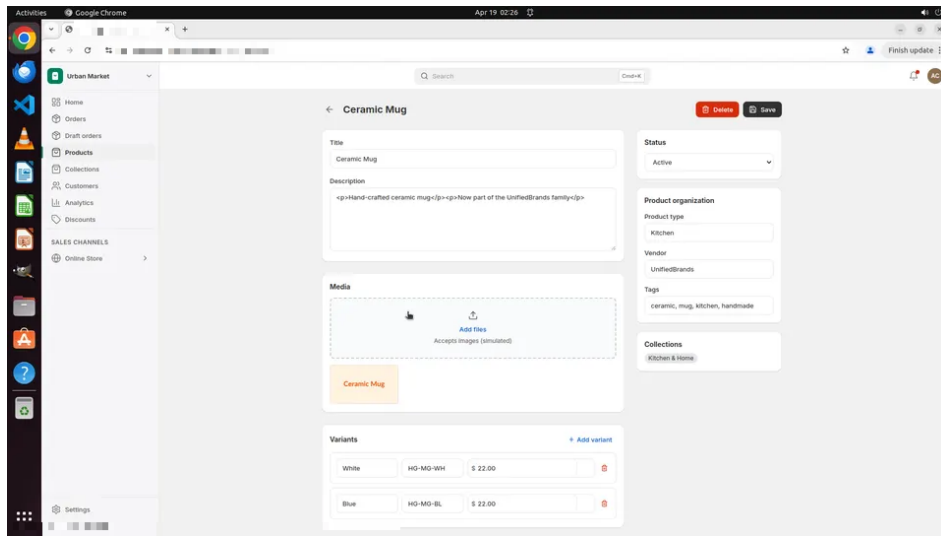 Activities
Google Chrome
Apr 19 02:26
Finish update
Urban Market
Search
Cmd+K
AC
Home
Orders
Draft orders
Products
Collections
Customers
Analytics
Discounts
SALES CHANNELS
Online Store
Settings
Ceramic Mug
Delete
Save
Title
Ceramic Mug
Description
<p>Hand-crafted ceramic mug</p><p>Now part of the UnifiedBrands family</p>
Media
Add files
Accepts images (simulated)
Ceramic Mug
Variants
+ Add variant
White HG-MG-WH $ 22.00
Blue HG-MG-BL $ 22.00
Status
Active
Product organization
Product type
Kitchen
Vendor
UnifiedBrands
Tags
ceramic, mug, kitchen, handmade
Collections
Kitchen & Home